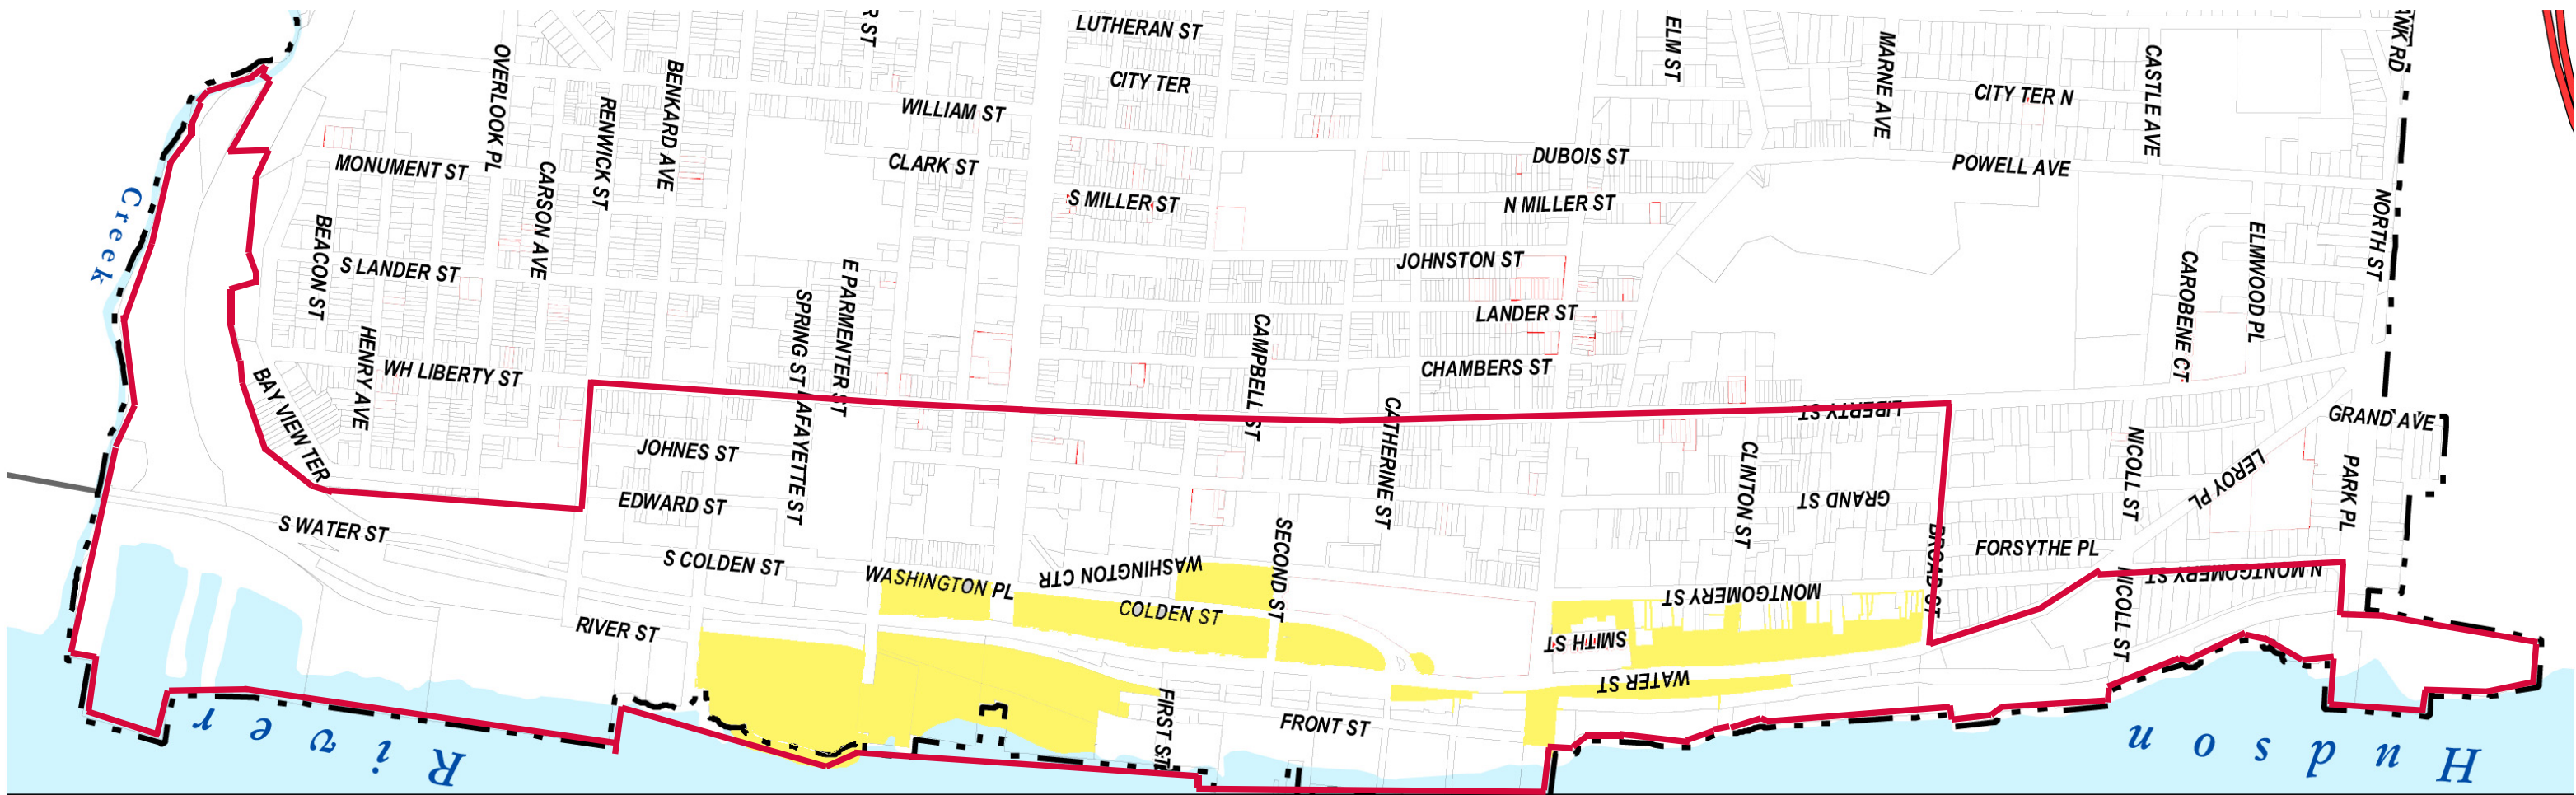 LUTHERAN ST
ELM ST
MARNE AVE
CASTLE AVE
OVERLOOK PL
BENKARD AVE
CITY TER
CITY TER N
RENWICK ST
WILLIAM ST
MONUMENT ST
CARSON AVE
CLARK ST
DUBOIS ST
POWELL AVE
Creek
BEACON ST
S MILLER ST
N MILLER ST
NORTH ST
S LANDER ST
SPRING ST
E PARMENTER ST
JOHNSTON ST
CAROBENE CT
ELMWOOD PL
HENRY AVE
CAMPBELL ST
LANDER ST
WH LIBERTY ST
CHAMBERS ST
BAY VIEW TER
LAFAYETTE ST
CATHERINE ST
LIBERTY ST
GRAND AVE
JOHNES ST
CLINTON ST
NICOLL ST
LEROY PL
PARK PL
EDWARD ST
GRAND ST
S WATER ST
SECOND ST
BROAD ST
FORSYTHE PL
S COLDEN ST
WASHINGTON PL
WASHINGTON CTR
MONTGOMERY ST
N MONTGOMERY ST
NICOLL ST
COLDEN ST
RIVER ST
SMITH ST
WATER ST
FIRST ST
FRONT ST
Hudson
River